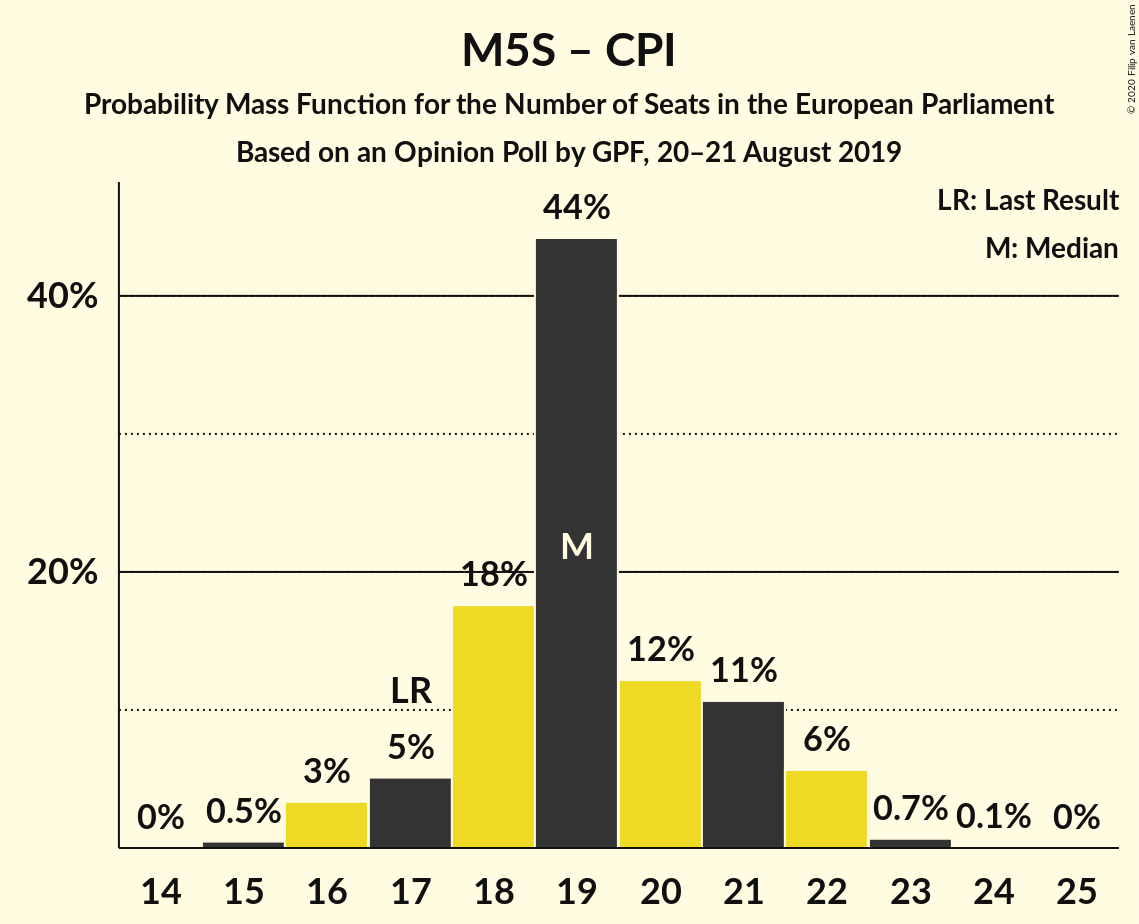 M5S – CPI
Probability Mass Function for the Number of Seats in the European Parliament
Based on an Opinion Poll by GPF, 20–21 August 2019
© 2020 Filip van Laenen
LR: Last Result
M: Median
44%
40%
M
20%
18%
12%
11%
LR
6%
5%
3%
0%
0.5%
0.7%
0.1%
0%
14 15 16 17 18 19 20 21 22 23 24 25